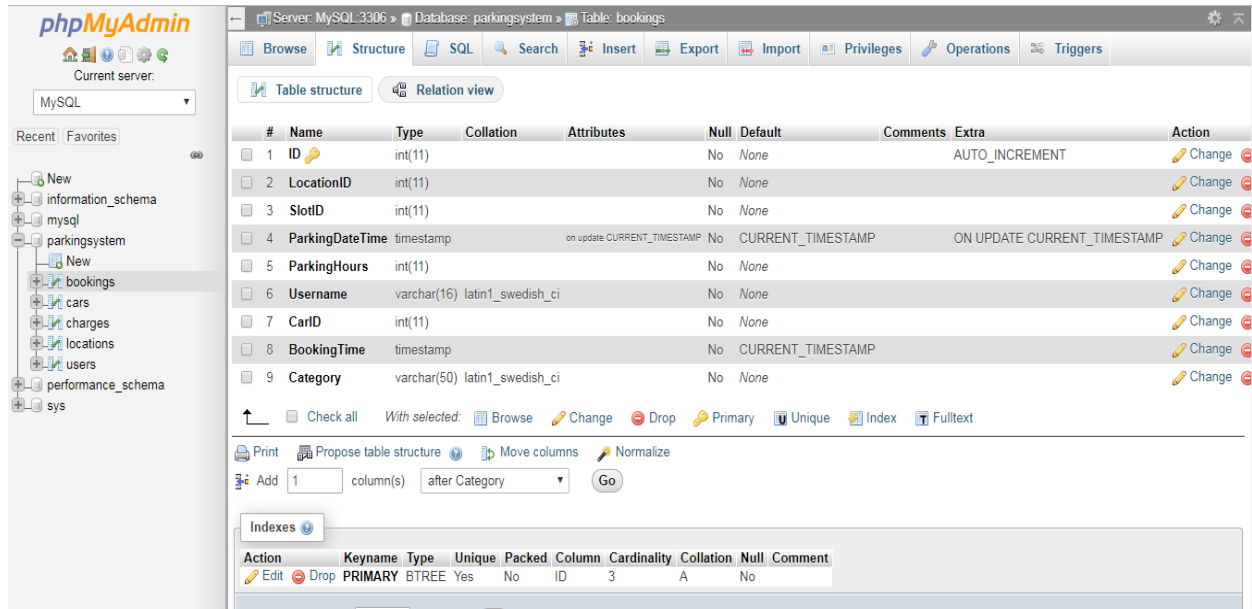 phpMyAdmin
Current server:
MySQL
Recent Favorites
New
information_schema
mysql
parkingsystem
New
bookings
cars
charges
locations
users
performance_schema
sys
Server: MySQL:3306 » Database: parkingsystem » Table: bookings
Browse Structure SQL Search Insert Export Import Privileges Operations Triggers
Table structure Relation view
# Name Type Collation Attributes Null Default Comments Extra Action
1 ID int(11) No None AUTO_INCREMENT Change
2 LocationID int(11) No None Change
3 SlotID int(11) No None Change
4 ParkingDateTime timestamp on update CURRENT_TIMESTAMP No CURRENT_TIMESTAMP ON UPDATE CURRENT_TIMESTAMP Change
5 ParkingHours int(11) No None Change
6 Username varchar(16) latin1_swedish_ci No None Change
7 CarID int(11) No None Change
8 BookingTime timestamp No CURRENT_TIMESTAMP Change
9 Category varchar(50) latin1_swedish_ci No None Change
Check all With selected: Browse Change Drop Primary Unique Index Fulltext
Print Propose table structure Move columns Normalize
Add 1 column(s) after Category Go
Indexes
Action Keyname Type Unique Packed Column Cardinality Collation Null Comment
Edit Drop PRIMARY BTREE Yes No ID 3 A No